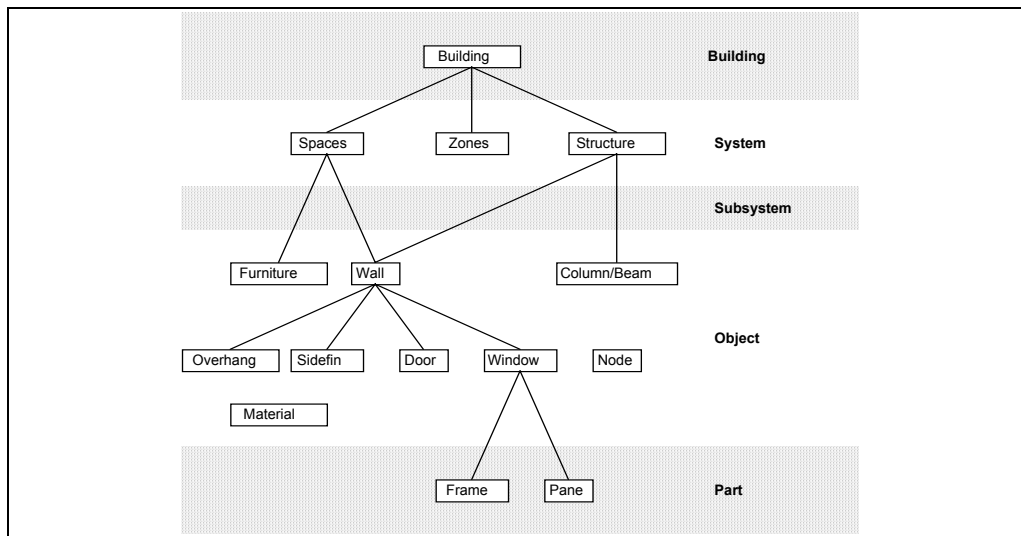 Building Building
Spaces Zones Structure System
Subsystem
Furniture Wall Column/Beam
Object
Overhang Sidefin Door Window Node
Material
Frame Pane Part